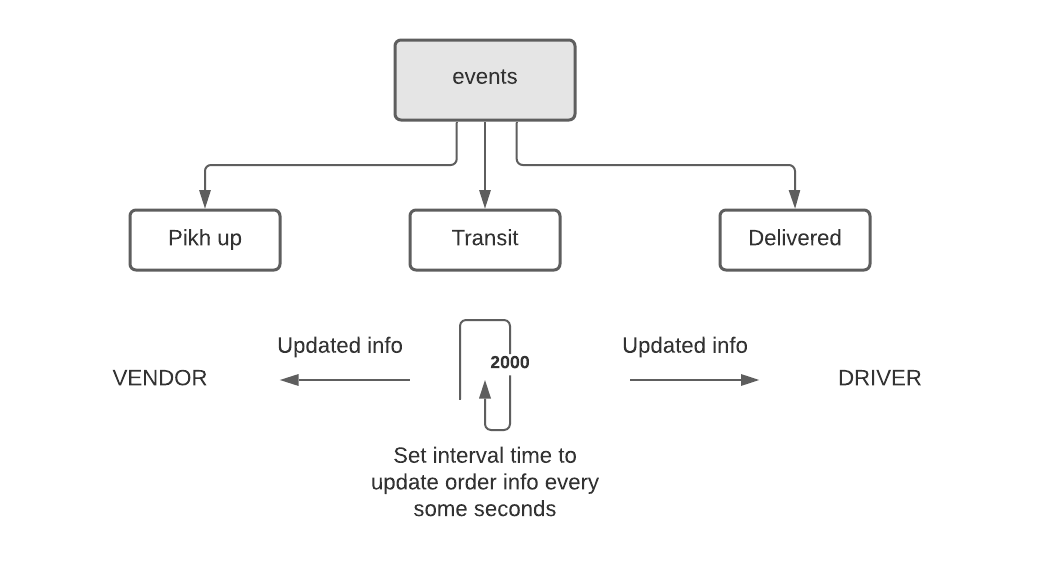 events
Pikh up
Transit
Delivered
Updated info
2000
Updated info
VENDOR
DRIVER
Set interval time to
update order info every
some seconds